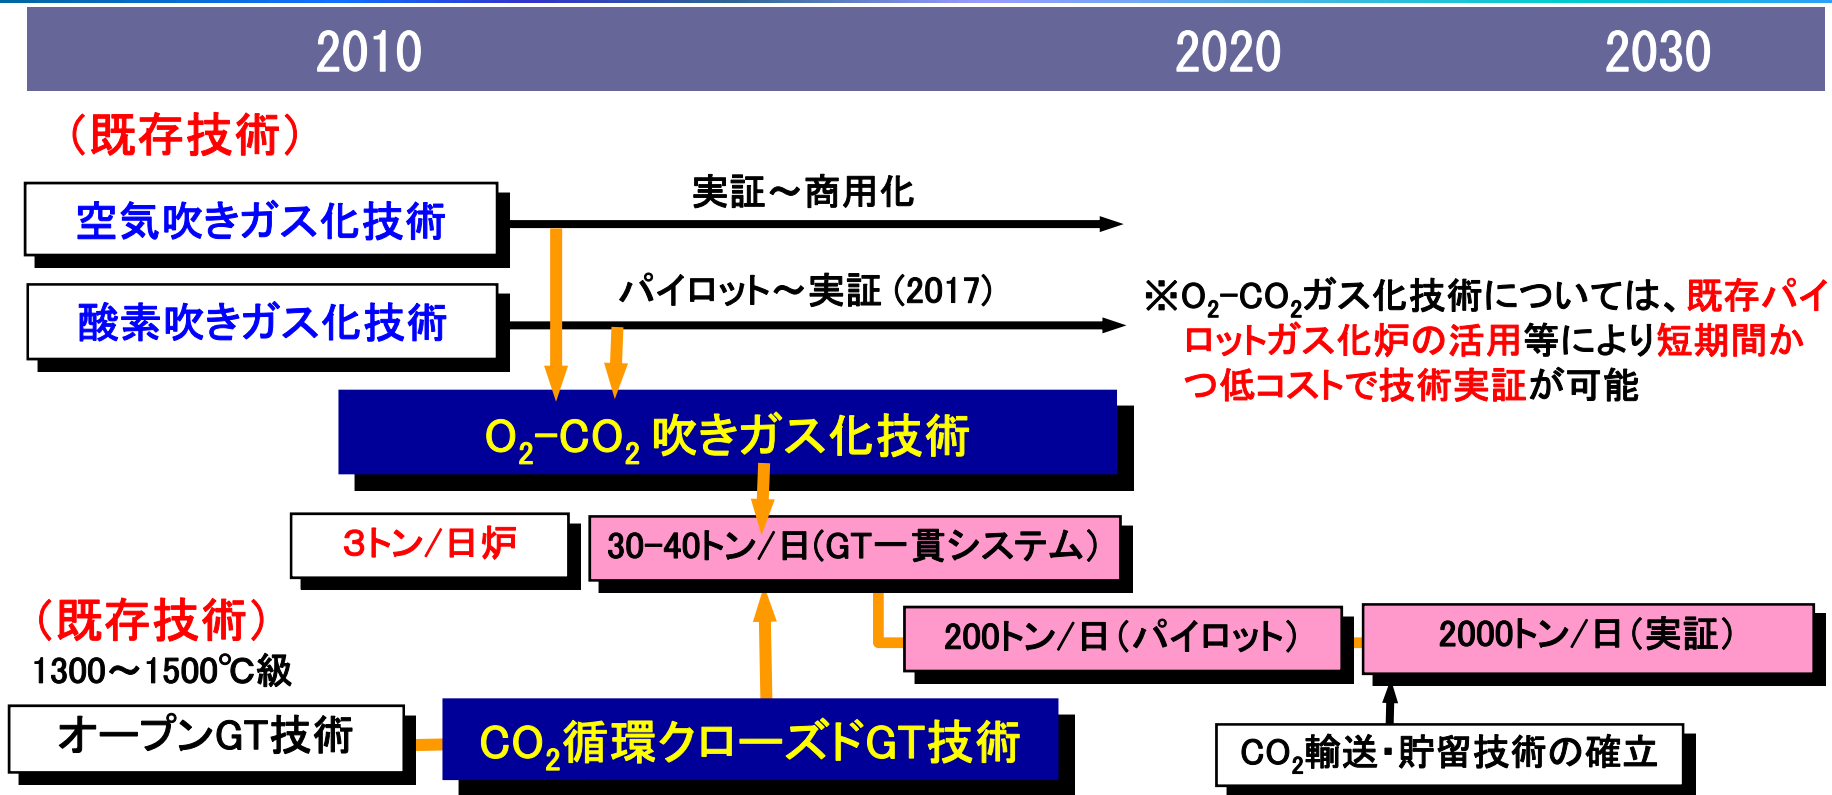 2010 2020 2030
（既存技術）
実証～商用化
空気吹きガス化技術
パイロット～実証（2017）
酸素吹きガス化技術
※O₂-CO₂ガス化技術については、既存パイ
ロットガス化炉の活用等により短期間か
つ低コストで技術実証が可能
O₂-CO₂ 吹きガス化技術
3トン/日炉
30-40トン/日（GT一貫システム）
（既存技術）
200トン/日（パイロット）
2000トン/日（実証）
1300～1500℃級
オープンGT技術
CO₂循環クローズドGT技術
CO₂輸送・貯留技術の確立